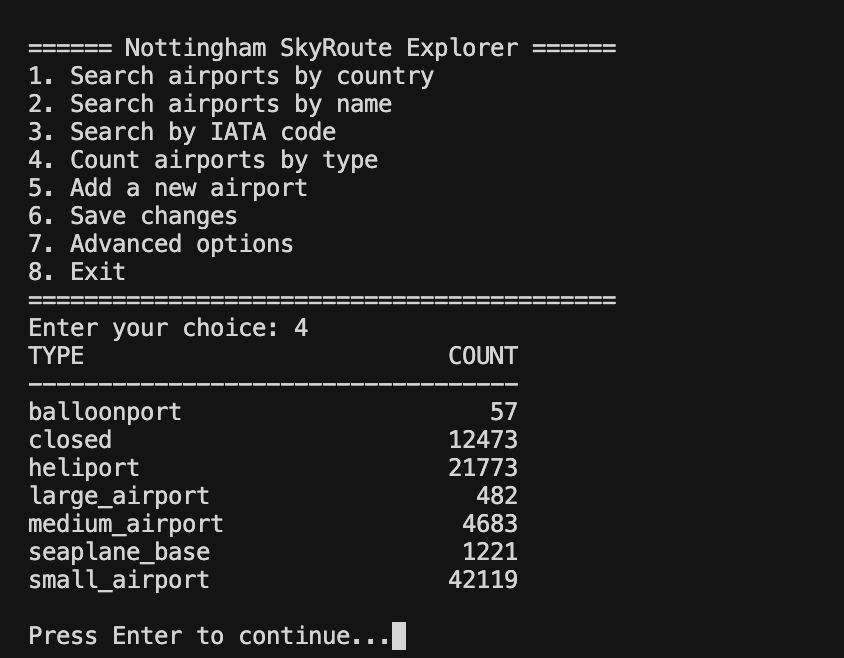 ====== Nottingham SkyRoute Explorer ======
1. Search airports by country
2. Search airports by name
3. Search by IATA code
4. Count airports by type
5. Add a new airport
6. Save changes
7. Advanced options
8. Exit
==========================================
Enter your choice: 4
TYPE                          COUNT
-----------------------------------
balloonport                      57
closed                        12473
heliport                      21773
large_airport                   482
medium_airport                 4683
seaplane_base                  1221
small_airport                 42119
Press Enter to continue...